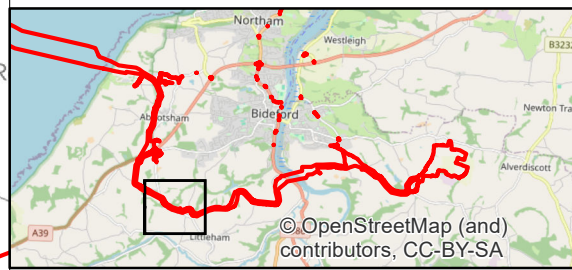 Northam
Westleigh
B3232
Bideford
Newton Tra
Abbotsham
Alverdiscott
A39
Littleham
© OpenStreetMap (and)
contributors, CC-BY-SA